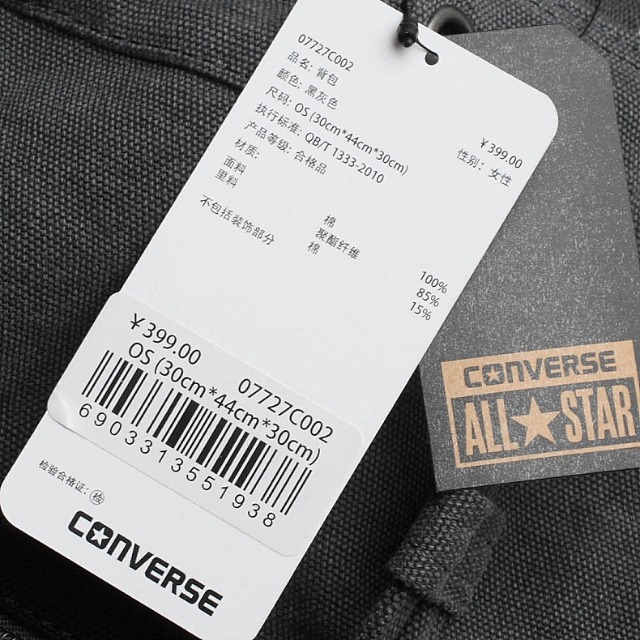 07727C002
¥399.00
品名: 背包
颜色: 黑灰色
性别: 女性
尺码: OS (30cm*44cm*30cm)
执行标准: QB/T 1333-2010
产品等级: 合格品
材质:
面料 棉 100%
里料 聚酯纤维 85%
棉 15%
不包括装饰部分
¥399.00 07727C002
OS (30cm*44cm*30cm)
6903313551938
检验合格证:
CONVERSE
CONVERSE
ALL★STAR